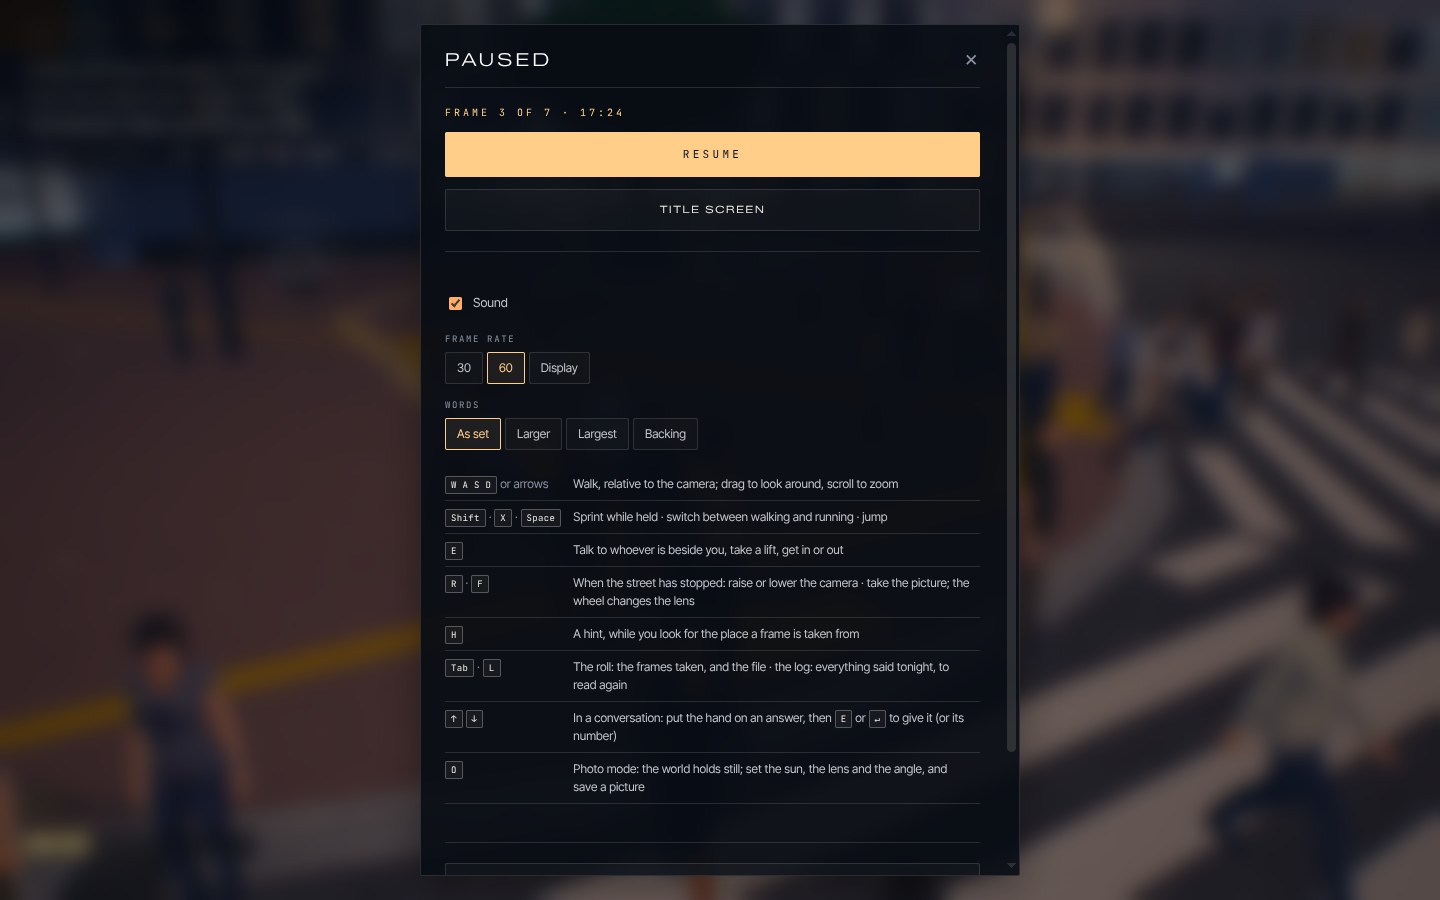 PAUSED
×
FRAME 3 OF 7 · 17:24
RESUME
TITLE SCREEN
Sound
FRAME RATE
30 60 Display
WORDS
As set Larger Largest Backing
W A S D or arrows Walk, relative to the camera; drag to look around, scroll to zoom
Shift · X · Space Sprint while held · switch between walking and running · jump
E Talk to whoever is beside you, take a lift, get in or out
R · F When the street has stopped: raise or lower the camera · take the picture; the
wheel changes the lens
H A hint, while you look for the place a frame is taken from
Tab · L The roll: the frames taken, and the file · the log: everything said tonight, to
read again
↑ ↓ In a conversation: put the hand on an answer, then E or ↵ to give it (or its
number)
O Photo mode: the world holds still; set the sun, the lens and the angle, and
save a picture